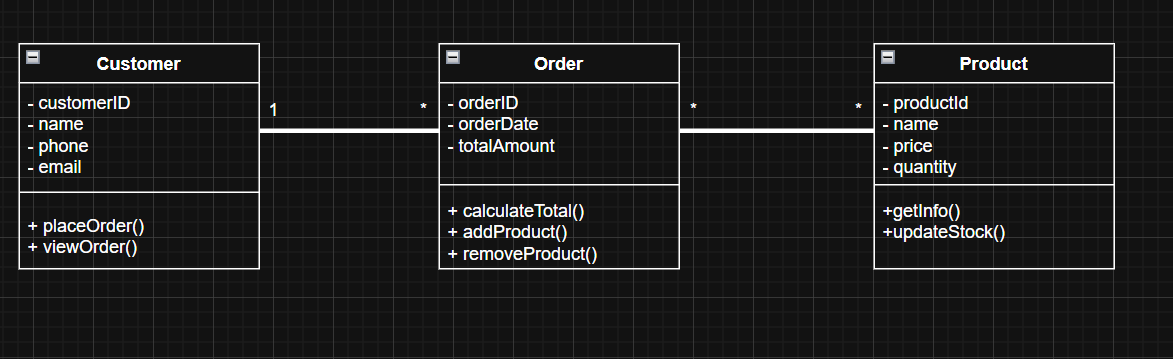 Customer
- customerID
- name
- phone
- email
+ placeOrder()
+ viewOrder()
1
*
Order
- orderID
- orderDate
- totalAmount
+ calculateTotal()
+ addProduct()
+ removeProduct()
*
*
Product
- productId
- name
- price
- quantity
+getInfo()
+updateStock()